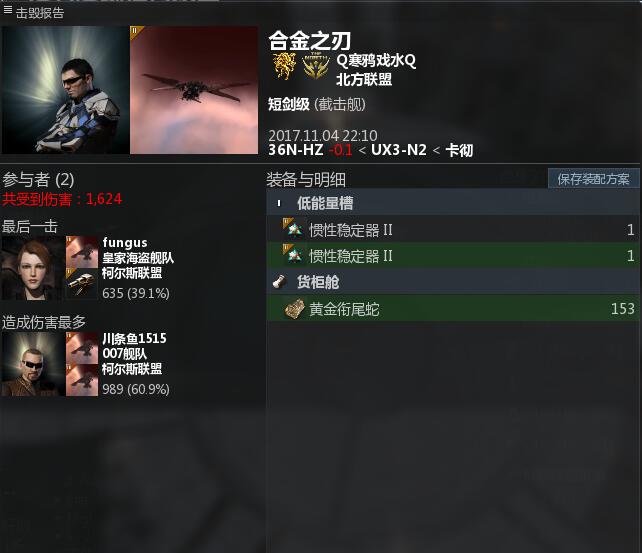 击毁报告
II
合金之刃
THE NORTH
Q寒鸦戏水Q
北方联盟
短剑级 (截击舰)
2017.11.04 22:10
36N-HZ -0.1 < UX3-N2 < 卡彻
参与者 (2)
共受到伤害：1,624
最后一击
fungus
皇家海盗舰队
柯尔斯联盟
635 (39.1%)
造成伤害最多
川条鱼1515
007舰队
柯尔斯联盟
989 (60.9%)
装备与明细
保存装配方案
低能量槽
惯性稳定器 II 1
惯性稳定器 II 1
货柜舱
黄金衔尾蛇 153